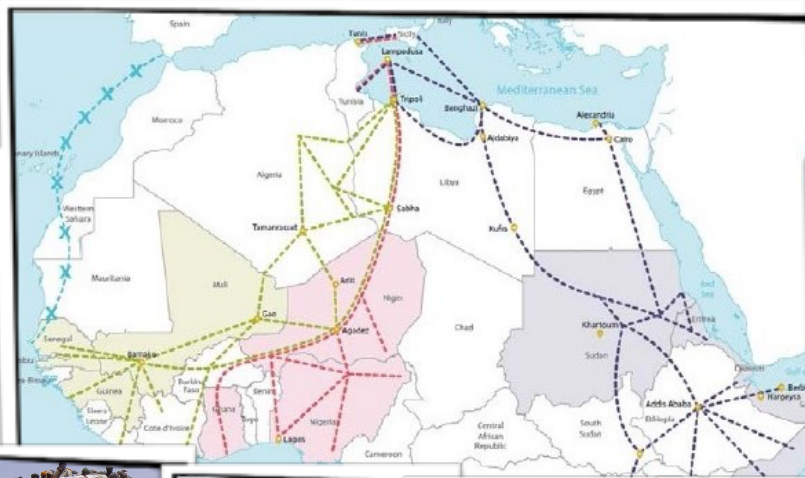 Spain
Italy
Tunis
Sicily
Lampedusa
Mediterranean Sea
Tunisia
Tripoli
Benghazi
Alexandria
Morocco
Ajdabiya
Cairo
nary Islands
Algeria
Libya
Egypt
Western
Sahara
Sabha
Tamanrassat
Kufra
Mauritania
Mali
Arlit
Niger
Red
Sea
Gao
Agadez
Chad
Khartoum
Eritrea
Senegal
Bamako
Sudan
Burkina
Faso
Guinea
Benin
Djibouti
Ghana
Togo
Nigeria
Addis Ababa
Ethiopia
Hargeysa
Sierra
Leone
Cote d'Ivoire
Lagos
Central
African
Republic
South
Sudan
Cameroon